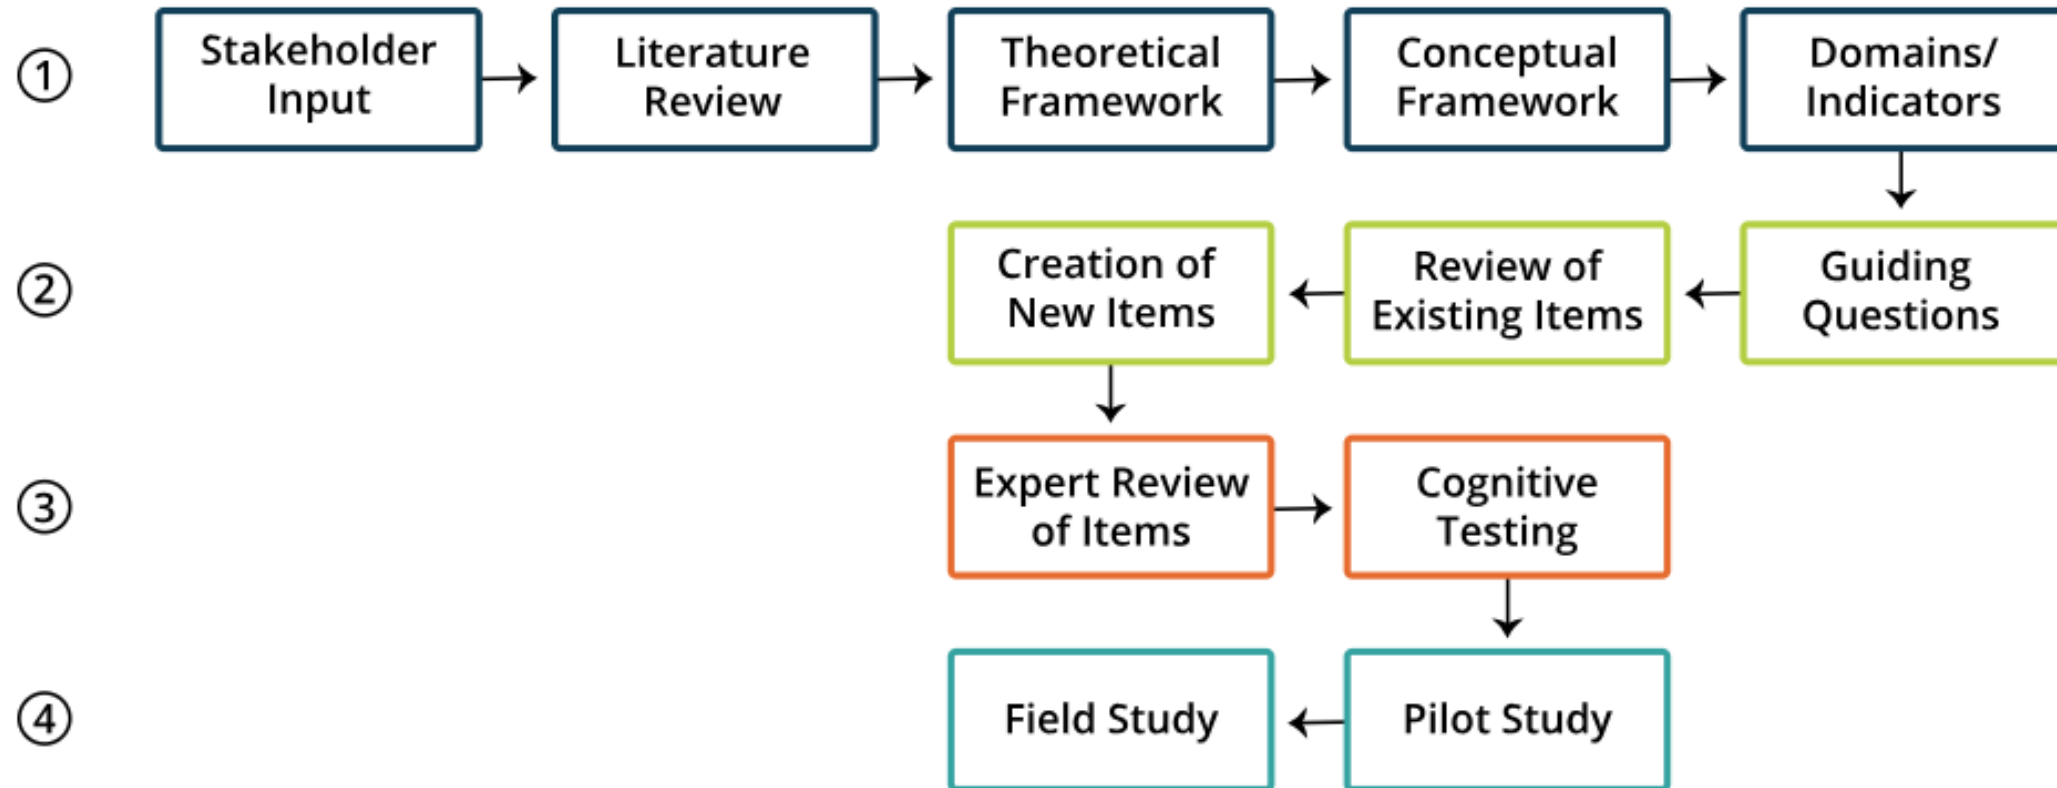 ①
Stakeholder
Input
Literature
Review
Theoretical
Framework
Conceptual
Framework
Domains/
Indicators
②
Creation of
New Items
Review of
Existing Items
Guiding
Questions
③
Expert Review
of Items
Cognitive
Testing
④
Field Study
Pilot Study